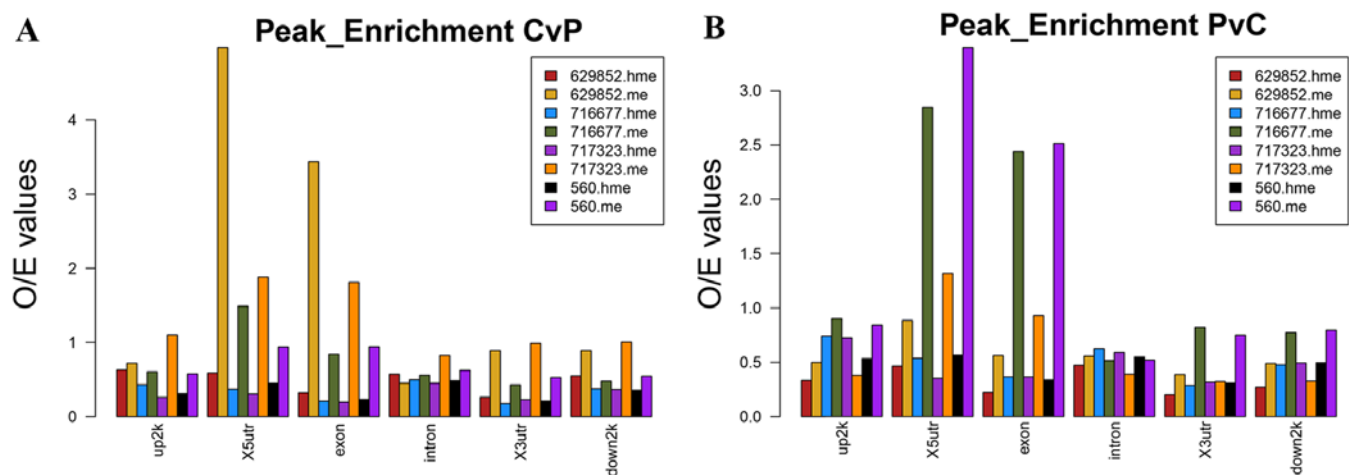 A
Peak_Enrichment CvP
629852.hme
629852.me
716677.hme
716677.me
717323.hme
717323.me
560.hme
560.me
O/E values
4
3
2
1
0
up2k
X5utr
exon
intron
X3utr
down2k
B
Peak_Enrichment PvC
629852.hme
629852.me
716677.hme
716677.me
717323.hme
717323.me
560.hme
560.me
O/E values
3.0
2.5
2.0
1.5
1.0
0.5
0.0
up2k
X5utr
exon
intron
X3utr
down2k